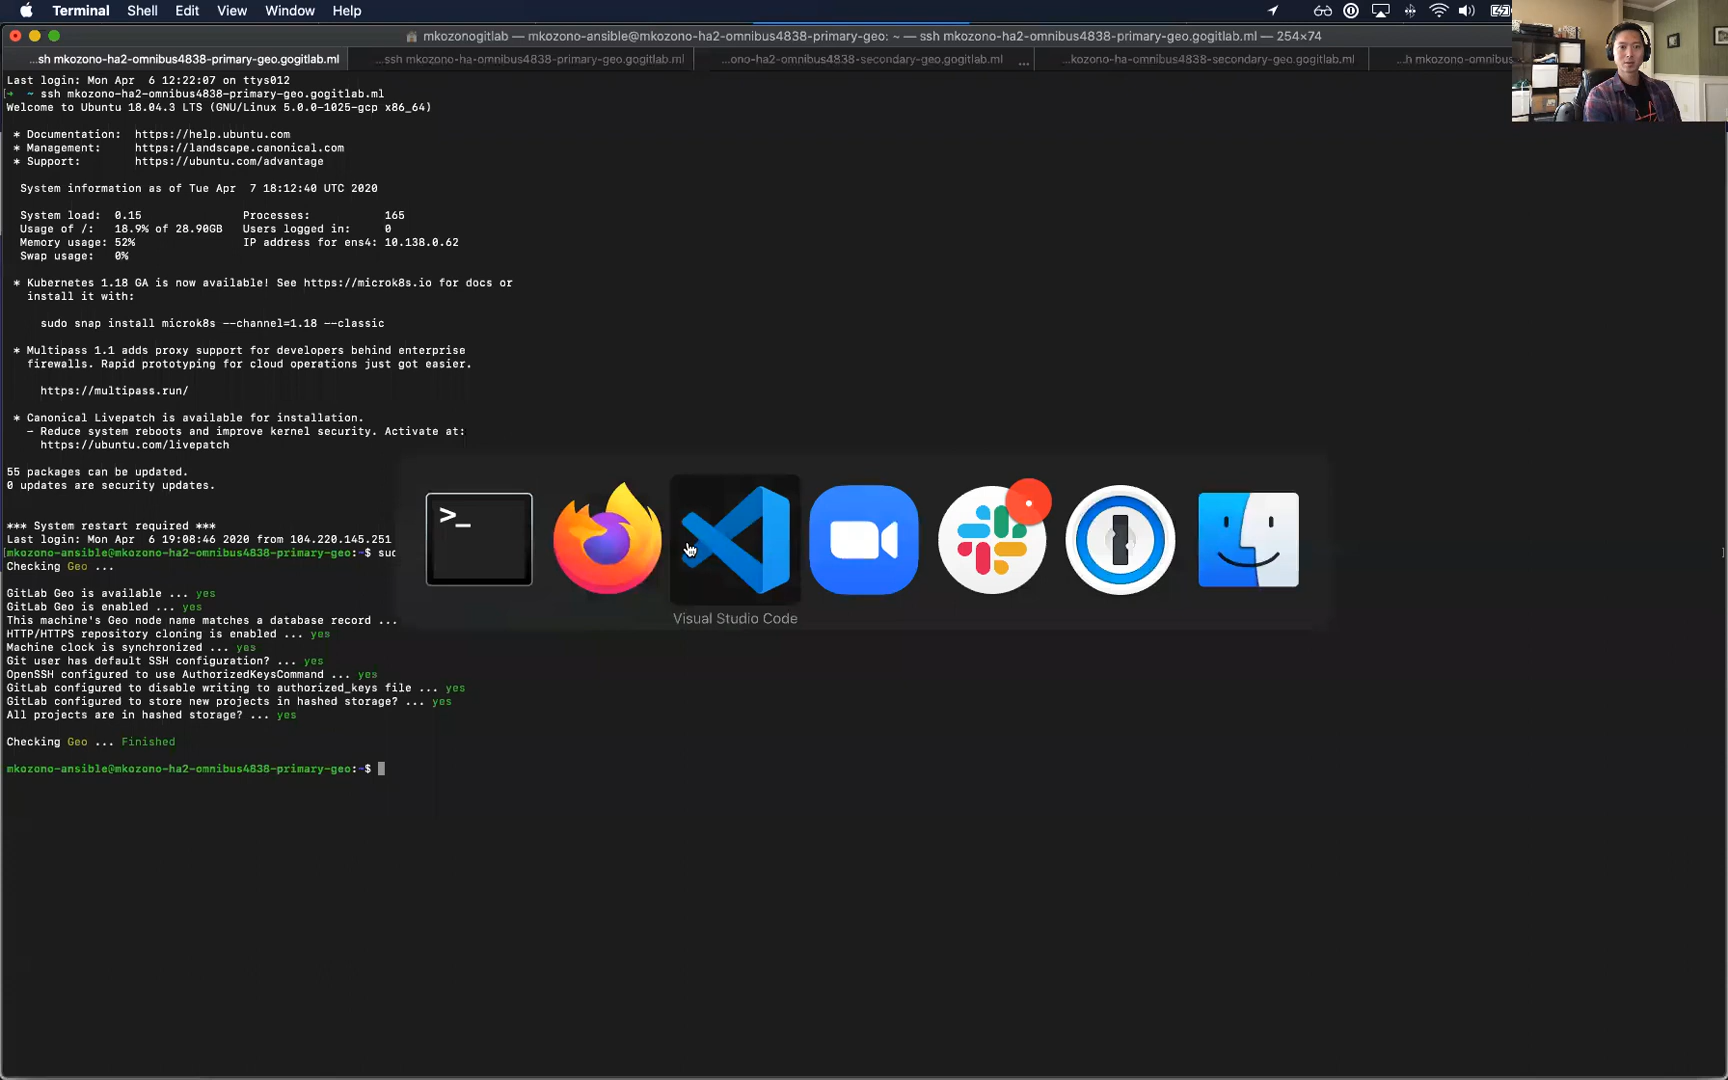 Terminal Shell Edit View Window Help
mkozonogitlab — mkozono-ansible@mkozono-ha2-omnibus4838-primary-geo: ~ — ssh mkozono-ha2-omnibus4838-primary-geo.gogitlab.ml — 254×74
...sh mkozono-ha2-omnibus4838-primary-geo.gogitlab.ml ...ssh mkozono-ha2-omnibus4838-primary-geo.gogitlab.ml ...ono-ha2-omnibus4838-secondary-geo.gogitlab.ml ... ...kozono-ha2-omnibus4838-secondary-geo.gogitlab.ml ...h mkozono-ha2-omnibus
Last login: Mon Apr  6 12:22:07 on ttys012
[➜  ~ ssh mkozono-ha2-omnibus4838-primary-geo.gogitlab.ml
Welcome to Ubuntu 18.04.3 LTS (GNU/Linux 5.0.0-1025-gcp x86_64)
* Documentation:  https://help.ubuntu.com
* Management:     https://landscape.canonical.com
* Support:        https://ubuntu.com/advantage
System information as of Tue Apr  7 18:12:40 UTC 2020
System load:  0.15               Processes:           165
Usage of /:   18.9% of 28.90GB   Users logged in:     0
Memory usage: 52%                IP address for ens4: 10.138.0.62
Swap usage:   0%
* Kubernetes 1.18 GA is now available! See https://microk8s.io for docs or
install it with:
sudo snap install microk8s --channel=1.18 --classic
* Multipass 1.1 adds proxy support for developers behind enterprise
firewalls. Rapid prototyping for cloud operations just got easier.
https://multipass.run/
* Canonical Livepatch is available for installation.
- Reduce system reboots and improve kernel security. Activate at:
https://ubuntu.com/livepatch
55 packages can be updated.
0 updates are security updates.
*** System restart required ***
Last login: Mon Apr  6 19:08:46 2020 from 104.220.145.251
[mkozono-ansible@mkozono-ha2-omnibus4838-primary-geo:~$ sud
Checking Geo ...
GitLab Geo is available ... yes
GitLab Geo is enabled ... yes
This machine's Geo node name matches a database record ...
HTTP/HTTPS repository cloning is enabled ... yes
Machine clock is synchronized ... yes
Git user has default SSH configuration? ... yes
OpenSSH configured to use AuthorizedKeysCommand ... yes
GitLab configured to disable writing to authorized_keys file ... yes
GitLab configured to store new projects in hashed storage? ... yes
All projects are in hashed storage? ... yes
Checking Geo ... Finished
mkozono-ansible@mkozono-ha2-omnibus4838-primary-geo:~$
>_
Visual Studio Code